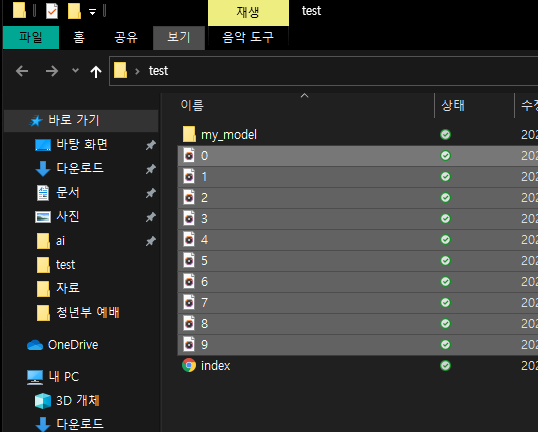 재생
test
파일
홈
공유
보기
음악 도구
test
이름
상태
수정
바로 가기
바탕 화면
다운로드
문서
사진
ai
test
자료
청년부 예배
OneDrive
내 PC
3D 개체
다운로드
my_model
202
0
202
1
202
2
202
3
202
4
202
5
202
6
202
7
202
8
202
9
202
index
202